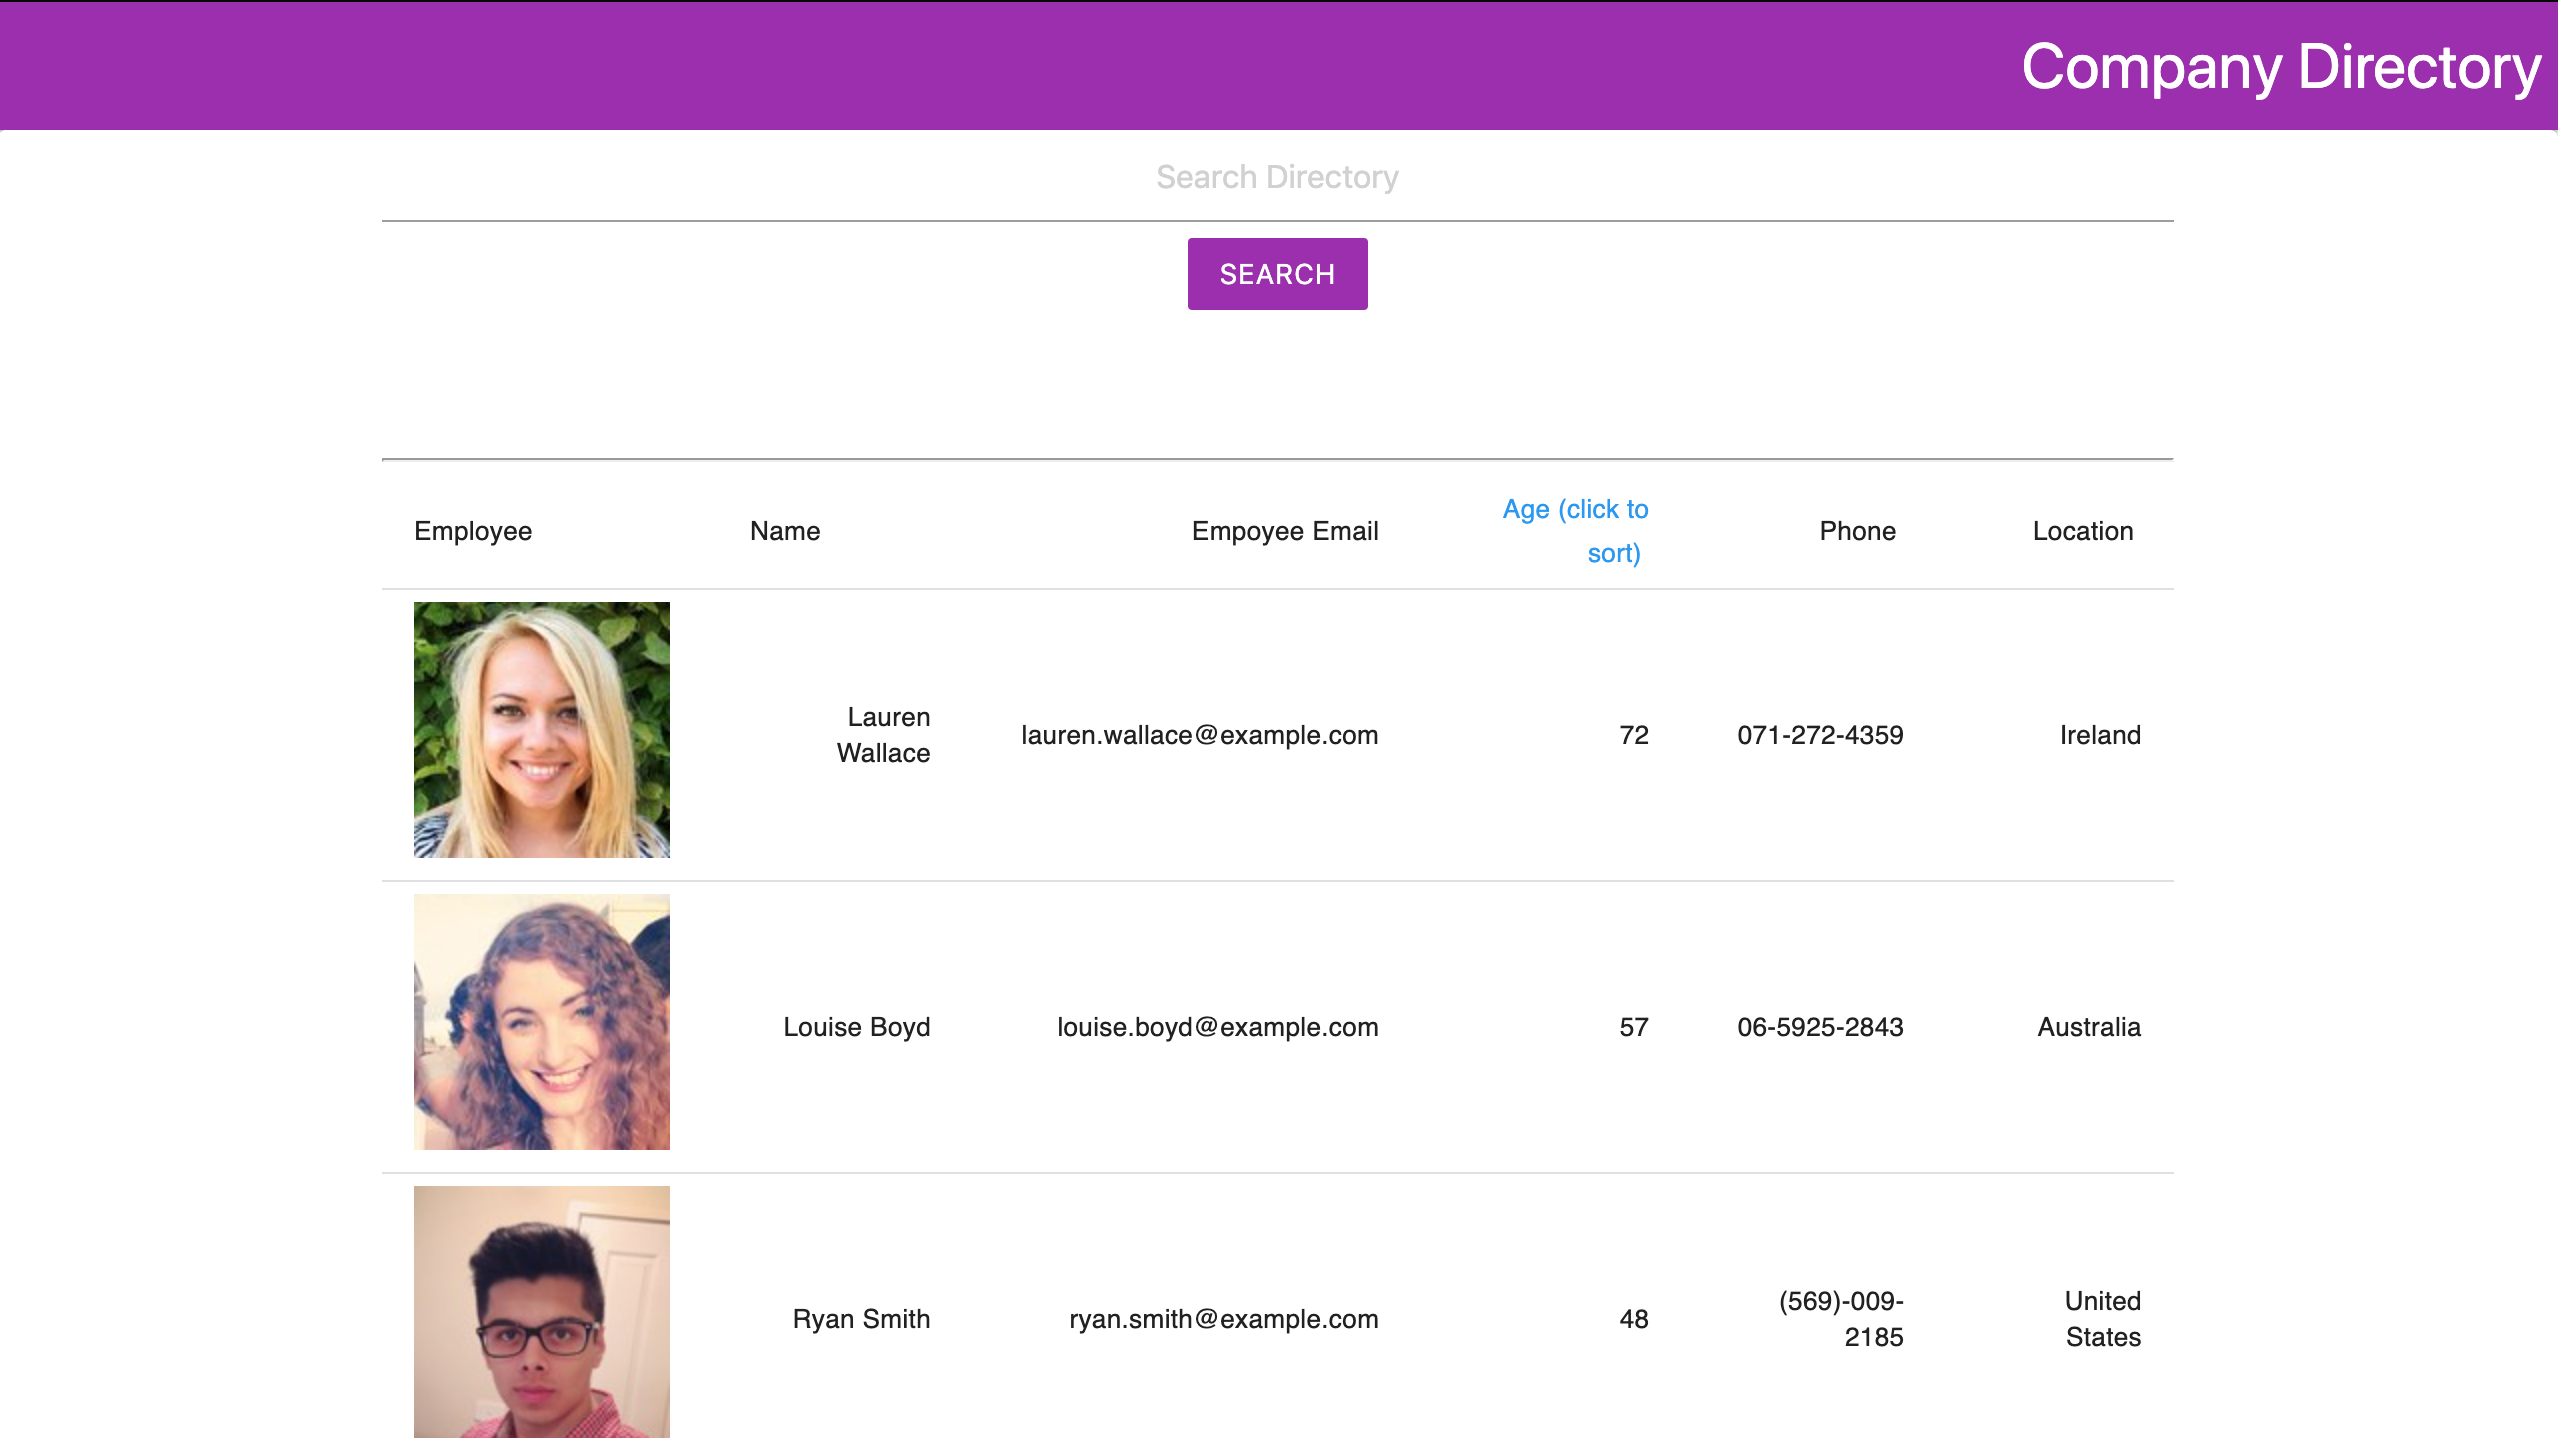 Company Directory
Search Directory
SEARCH
Employee Name Empoyee Email Age (click to sort) Phone Location
Lauren Wallace lauren.wallace@example.com 72 071-272-4359 Ireland
Louise Boyd louise.boyd@example.com 57 06-5925-2843 Australia
Ryan Smith ryan.smith@example.com 48 (569)-009-2185 United States